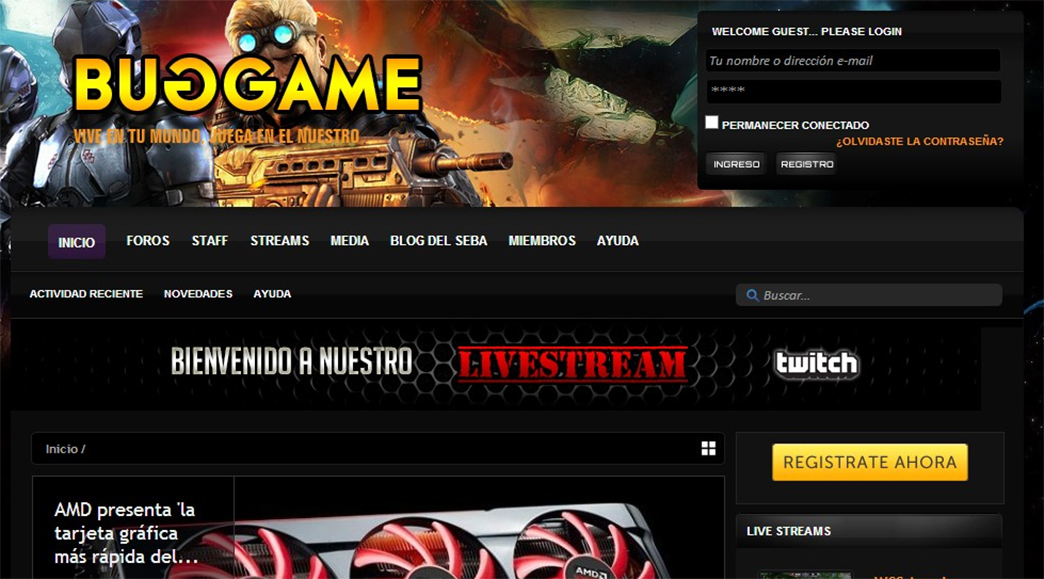 WELCOME GUEST... PLEASE LOGIN
Tu nombre o dirección e-mail
****
PERMANECER CONECTADO
¿OLVIDASTE LA CONTRASEÑA?
INGRESO REGISTRO
BUGGAME
VIVE EN TU MUNDO, JUEGA EN EL NUESTRO
INICIO FOROS STAFF STREAMS MEDIA BLOG DEL SEBA MIEMBROS AYUDA
ACTIVIDAD RECIENTE NOVEDADES AYUDA
Buscar...
BIENVENIDO A NUESTRO LIVESTREAM twitch
Inicio /
REGISTRATE AHORA
AMD presenta 'la
tarjeta gráfica
más rápida del...
AMD
LIVE STREAMS